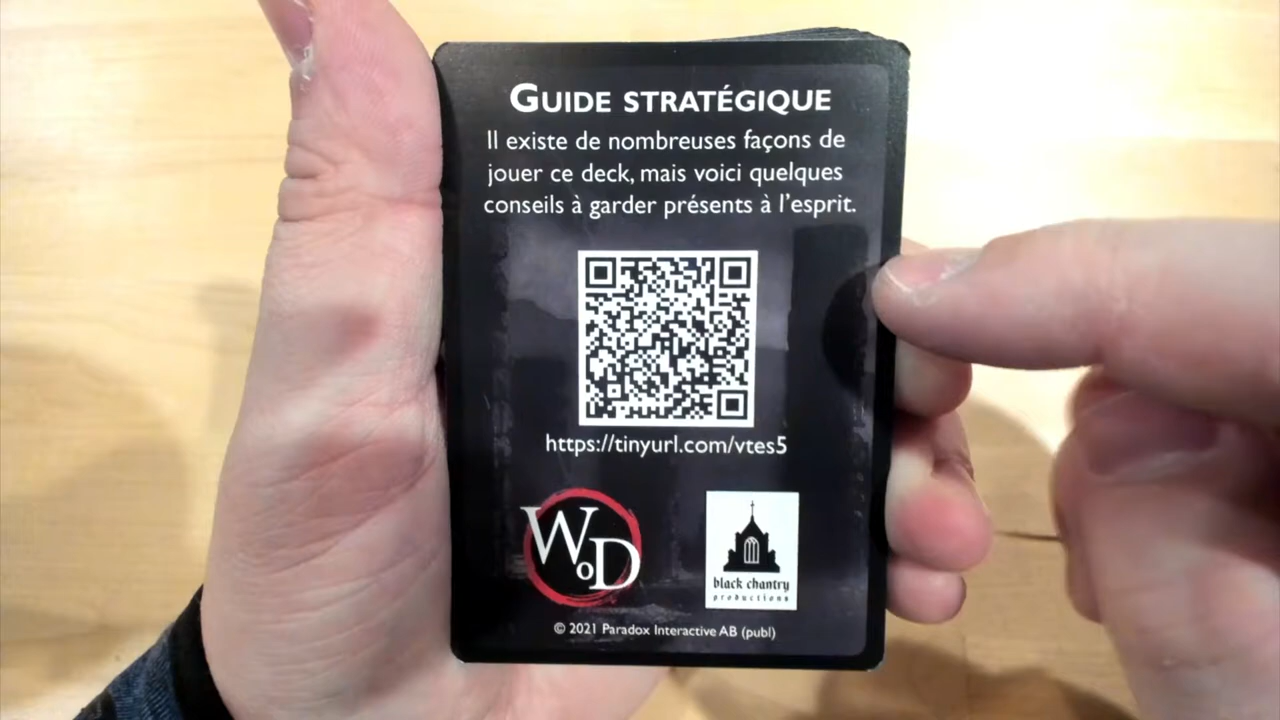 GUIDE STRATÉGIQUE
Il existe de nombreuses façons de
jouer ce deck, mais voici quelques
conseils à garder présents à l'esprit.
https://tinyurl.com/vtes5
WoD
black chantry
productions
© 2021 Paradox Interactive AB (publ)